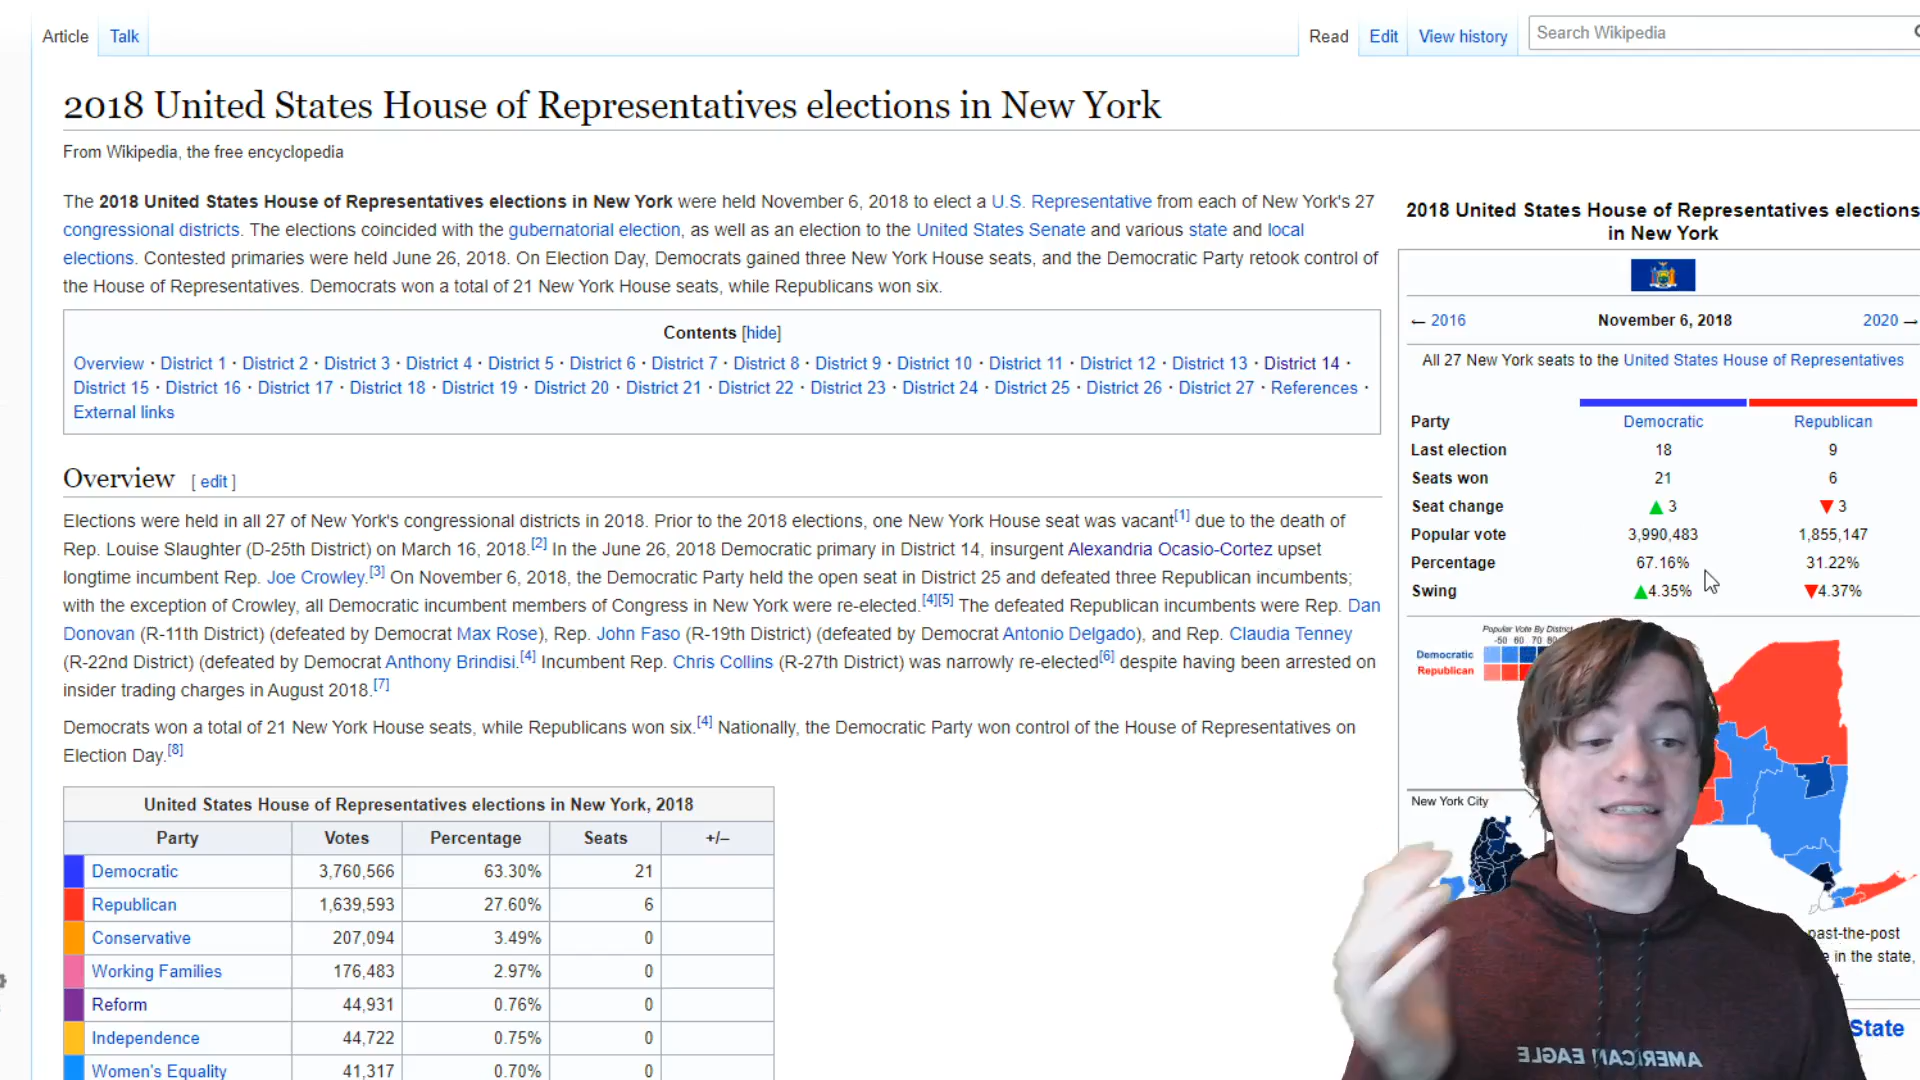 Article Talk Read Edit View history Search Wikipedia
2018 United States House of Representatives elections in New York
From Wikipedia, the free encyclopedia
The 2018 United States House of Representatives elections in New York were held November 6, 2018 to elect a U.S. Representative from each of New York's 27
congressional districts. The elections coincided with the gubernatorial election, as well as an election to the United States Senate and various state and local
elections. Contested primaries were held June 26, 2018. On Election Day, Democrats gained three New York House seats, and the Democratic Party retook control of
the House of Representatives. Democrats won a total of 21 New York House seats, while Republicans won six.
Contents [hide]
Overview · District 1 · District 2 · District 3 · District 4 · District 5 · District 6 · District 7 · District 8 · District 9 · District 10 · District 11 · District 12 · District 13 · District 14 ·
District 15 · District 16 · District 17 · District 18 · District 19 · District 20 · District 21 · District 22 · District 23 · District 24 · District 25 · District 26 · District 27 · References ·
External links
Overview [ edit ]
Elections were held in all 27 of New York's congressional districts in 2018. Prior to the 2018 elections, one New York House seat was vacant[1] due to the death of
Rep. Louise Slaughter (D-25th District) on March 16, 2018.[2] In the June 26, 2018 Democratic primary in District 14, insurgent Alexandria Ocasio-Cortez upset
longtime incumbent Rep. Joe Crowley.[3] On November 6, 2018, the Democratic Party held the open seat in District 25 and defeated three Republican incumbents;
with the exception of Crowley, all Democratic incumbent members of Congress in New York were re-elected.[4][5] The defeated Republican incumbents were Rep. Dan
Donovan (R-11th District) (defeated by Democrat Max Rose), Rep. John Faso (R-19th District) (defeated by Democrat Antonio Delgado), and Rep. Claudia Tenney
(R-22nd District) (defeated by Democrat Anthony Brindisi.[4] Incumbent Rep. Chris Collins (R-27th District) was narrowly re-elected[6] despite having been arrested on
insider trading charges in August 2018.[7]
Democrats won a total of 21 New York House seats, while Republicans won six.[4] Nationally, the Democratic Party won control of the House of Representatives on
Election Day.[8]
United States House of Representatives elections in New York, 2018
Party Votes Percentage Seats +/–
Democratic 3,760,566 63.30% 21
Republican 1,639,593 27.60% 6
Conservative 207,094 3.49% 0
Working Families 176,483 2.97% 0
Reform 44,931 0.76% 0
Independence 44,722 0.75% 0
Women's Equality 41,317 0.70% 0
2018 United States House of Representatives elections
in New York
← 2016 November 6, 2018 2020 →
All 27 New York seats to the United States House of Representatives
Party Democratic Republican
Last election 18 9
Seats won 21 6
Seat change ▲ 3 ▼ 3
Popular vote 3,990,483 1,855,147
Percentage 67.16% 31.22%
Swing ▲4.35% ▼4.37%
Popular Vote By District
-50 60 70
Democratic
Republican
New York City
past-the-post
in the state,
State
AMERICAN EAGLE